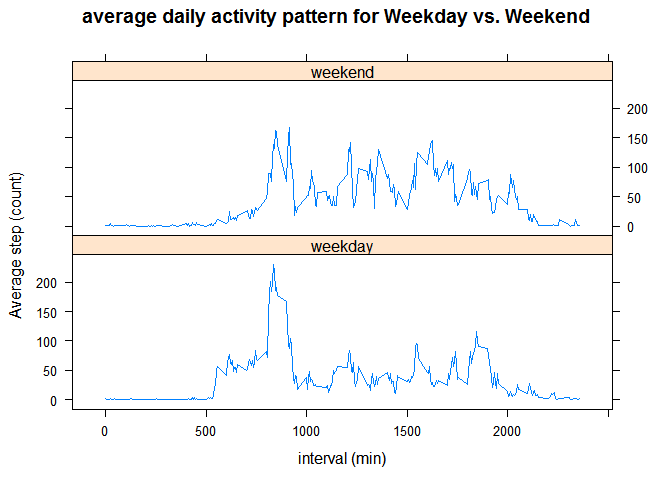 average daily activity pattern for Weekday vs. Weekend
weekend
200
150
100
50
0
weekday
200
150
100
50
0
Average step (count)
0 500 1000 1500 2000
interval (min)